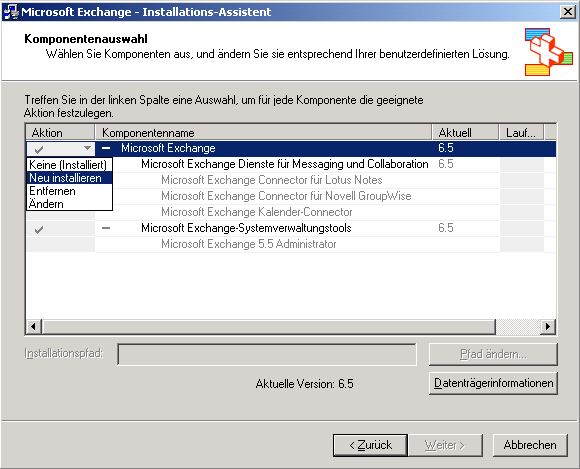 Microsoft Exchange - Installations-Assistent
Komponentenauswahl
Wählen Sie Komponenten aus, und ändern Sie sie entsprechend Ihrer benutzerdefinierten Lösung.
Treffen Sie in der linken Spalte eine Auswahl, um für jede Komponente die geeignete
Aktion festzulegen.
Aktion Komponentenname Aktuell Lauf...
Microsoft Exchange 6.5
Keine (Installiert) Microsoft Exchange Dienste für Messaging und Collaboration 6.5
Neu installieren Microsoft Exchange Connector für Lotus Notes
Entfernen Microsoft Exchange Connector für Novell GroupWise
Ändern Microsoft Exchange Kalender-Connector
Microsoft Exchange-Systemverwaltungstools 6.5
Microsoft Exchange 5.5 Administrator
Installationspfad: Pfad ändern...
Aktuelle Version: 6.5 Datenträgerinformationen
< Zurück Weiter > Abbrechen